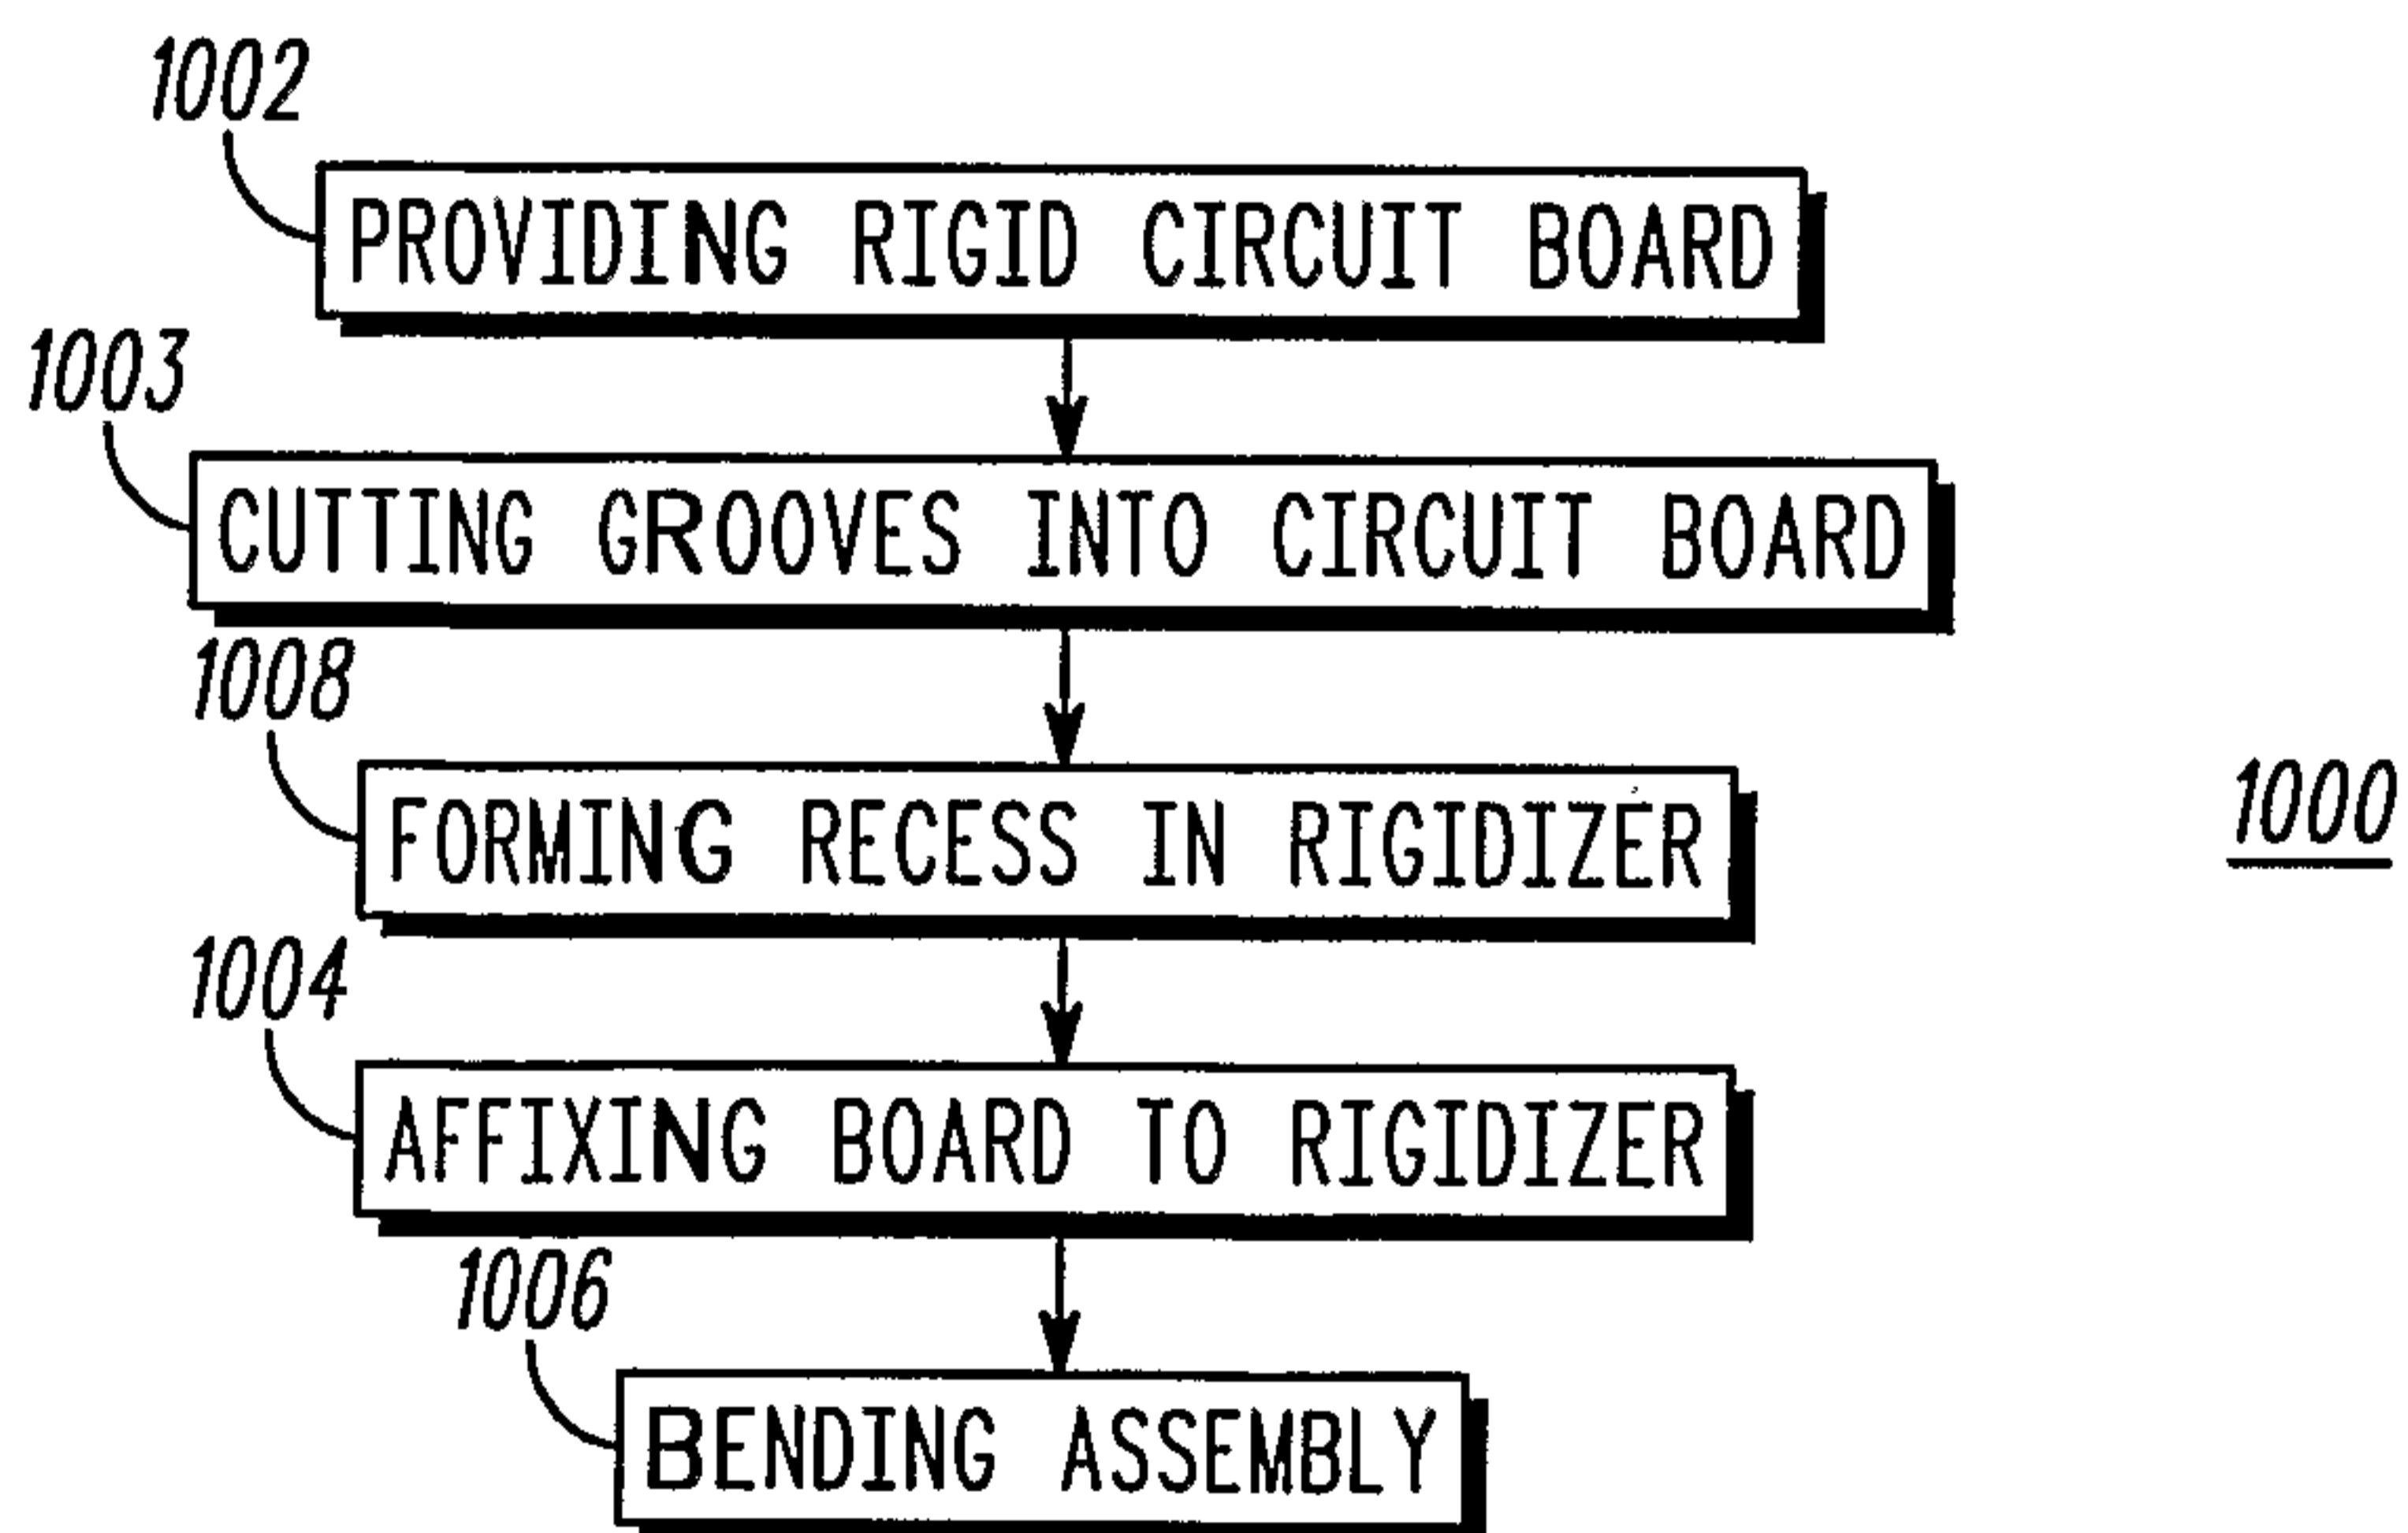 1002
PROVIDING RIGID CIRCUIT BOARD
1003
CUTTING GROOVES INTO CIRCUIT BOARD
1008
FORMING RECESS IN RIGIDIZER
1000
1004
AFFIXING BOARD TO RIGIDIZER
1006
BENDING ASSEMBLY